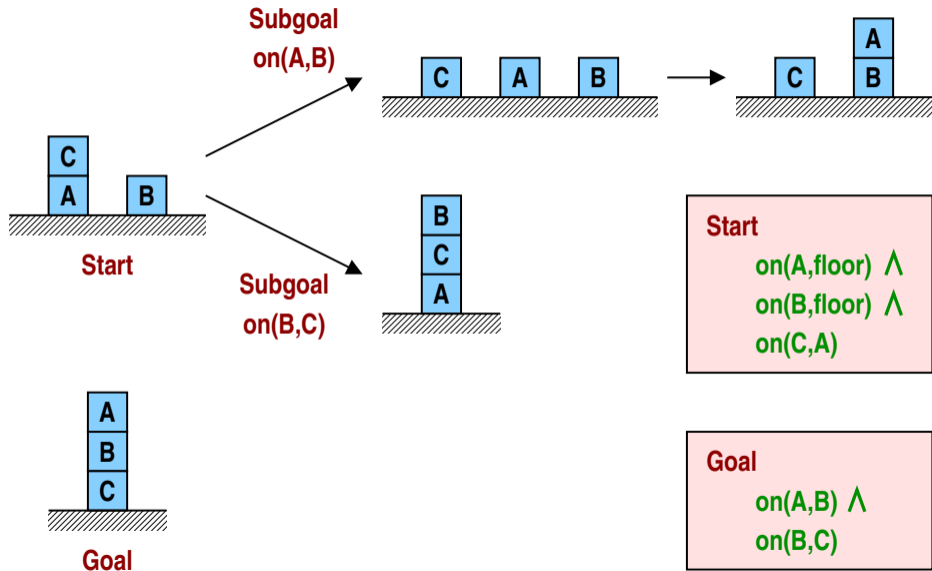 Subgoal
on(A,B)
C A B
A
C B
C
A B
Start
Subgoal
on(B,C)
B
C
A
Start
on(A,floor) ∧
on(B,floor) ∧
on(C,A)
A
B
C
Goal
Goal
on(A,B) ∧
on(B,C)